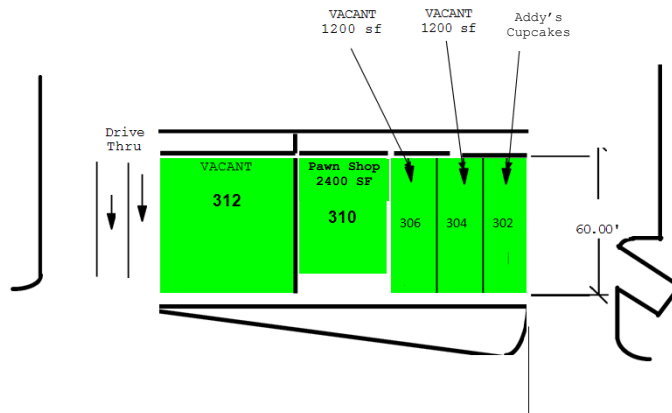 VACANT
1200 sf
VACANT
1200 sf
Addy's
Cupcakes
Drive
Thru
VACANT
312
Pawn Shop
2400 SF
310
306
304
302
60.00'